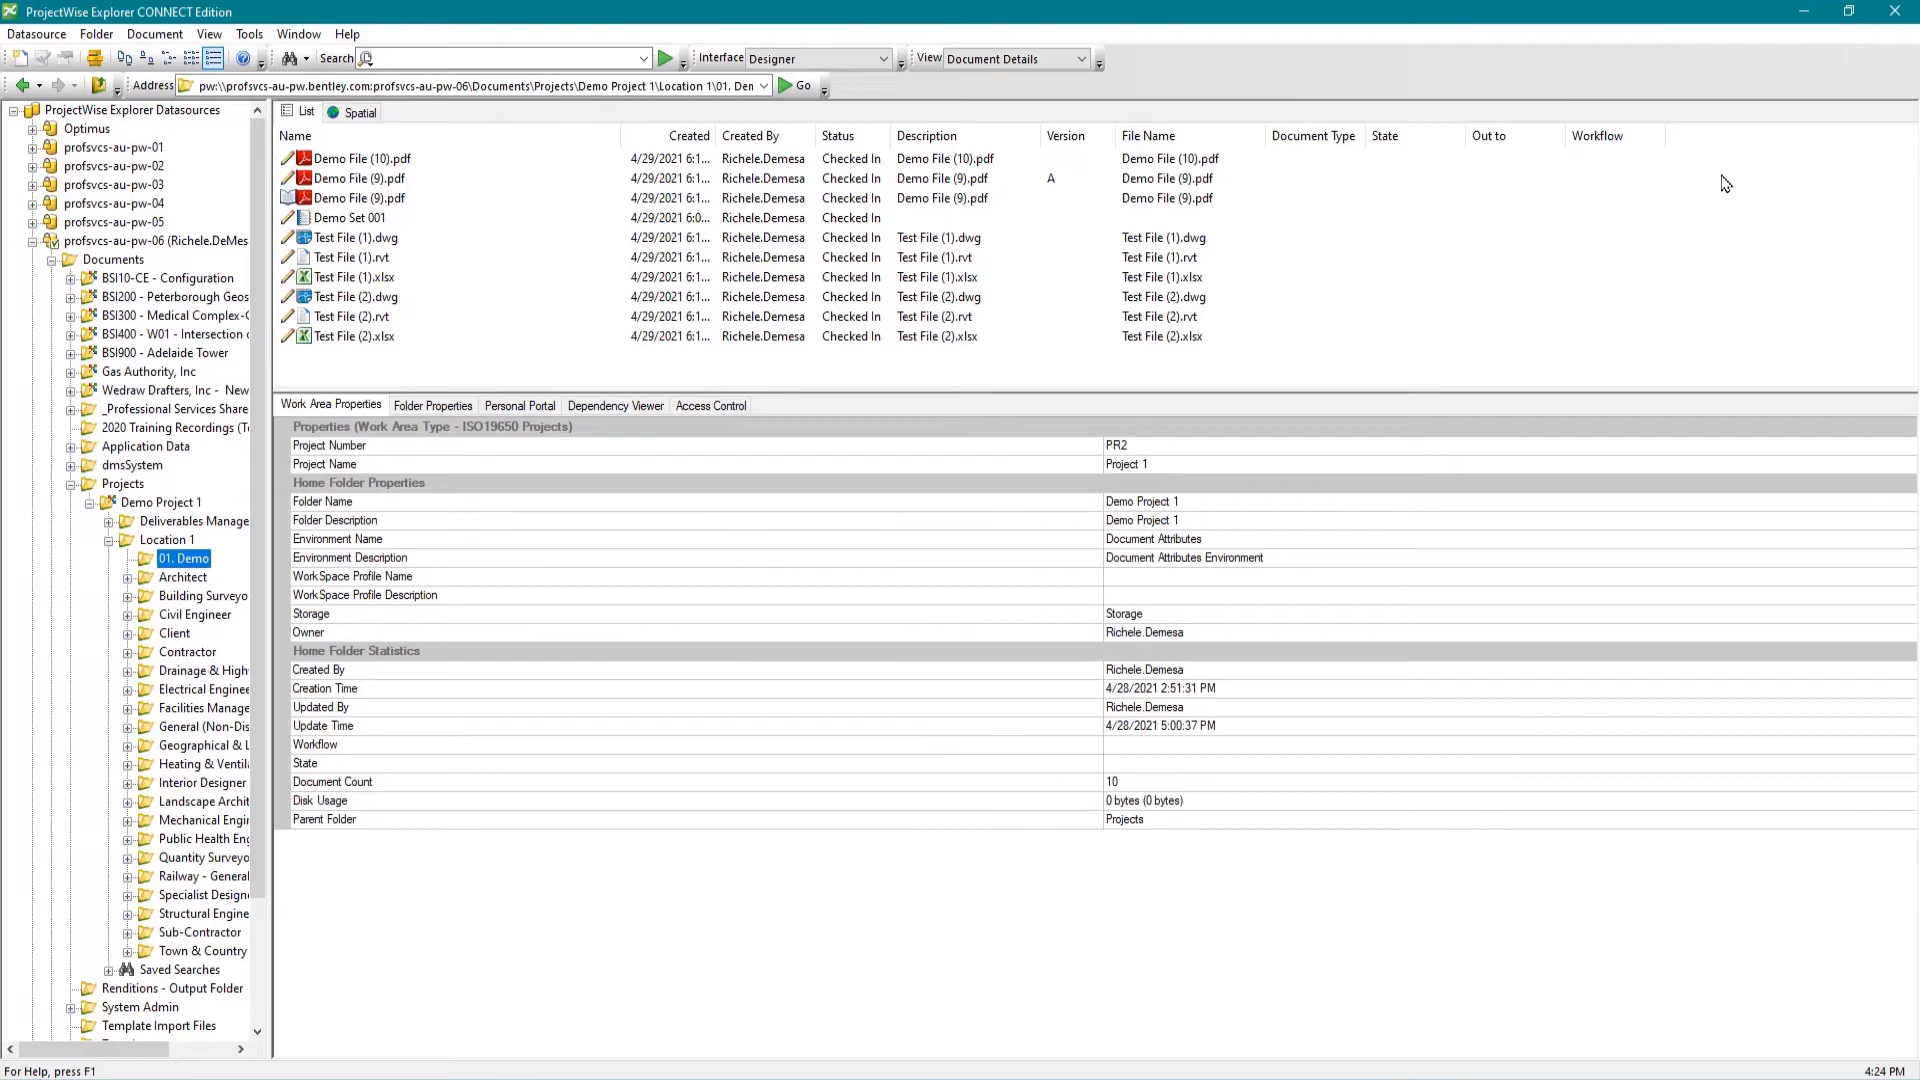 ProjectWise Explorer CONNECT Edition
Datasource Folder Document View Tools Window Help
Search Interface Designer View Document Details
Address pw:\\profsvcs-au-pw.bentley.com:profsvcs-au-pw-06\Documents\Projects\Demo Project 1\Location 1\01. Den Go
ProjectWise Explorer Datasources
Optimus
profsvcs-au-pw-01
profsvcs-au-pw-02
profsvcs-au-pw-03
profsvcs-au-pw-04
profsvcs-au-pw-05
profsvcs-au-pw-06 (Richele.DeMes
Documents
BSI10-CE - Configuration
BSI200 - Peterborough Geos
BSI300 - Medical Complex-C
BSI400 - W01 - Intersection o
BSI900 - Adelaide Tower
Gas Authority, Inc
Wedraw Drafters, Inc - New
_Professional Services Share
2020 Training Recordings (T
Application Data
dmsSystem
Projects
Demo Project 1
Deliverables Manage
Location 1
01. Demo
Architect
Building Surveyo
Civil Engineer
Client
Contractor
Drainage & High
Electrical Enginee
Facilities Manage
General (Non-Dis
Geographical & L
Heating & Ventila
Interior Designer
Landscape Archit
Mechanical Engin
Public Health Eng
Quantity Surveyo
Railway - General
Specialist Designe
Structural Engine
Sub-Contractor
Town & Country
Saved Searches
Renditions - Output Folder
System Admin
Template Import Files
List Spatial
Name Created Created By Status Description Version File Name Document Type State Out to Workflow
Demo File (10).pdf 4/29/2021 6:1... Richele.Demesa Checked In Demo File (10).pdf Demo File (10).pdf
Demo File (9).pdf 4/29/2021 6:1... Richele.Demesa Checked In Demo File (9).pdf A Demo File (9).pdf
Demo File (9).pdf 4/29/2021 6:1... Richele.Demesa Checked In Demo File (9).pdf Demo File (9).pdf
Demo Set 001 4/29/2021 6:0... Richele.Demesa Checked In
Test File (1).dwg 4/29/2021 6:1... Richele.Demesa Checked In Test File (1).dwg Test File (1).dwg
Test File (1).rvt 4/29/2021 6:1... Richele.Demesa Checked In Test File (1).rvt Test File (1).rvt
Test File (1).xlsx 4/29/2021 6:1... Richele.Demesa Checked In Test File (1).xlsx Test File (1).xlsx
Test File (2).dwg 4/29/2021 6:1... Richele.Demesa Checked In Test File (2).dwg Test File (2).dwg
Test File (2).rvt 4/29/2021 6:1... Richele.Demesa Checked In Test File (2).rvt Test File (2).rvt
Test File (2).xlsx 4/29/2021 6:1... Richele.Demesa Checked In Test File (2).xlsx Test File (2).xlsx
Work Area Properties Folder Properties Personal Portal Dependency Viewer Access Control
Properties (Work Area Type - ISO19650 Projects)
Project Number PR2
Project Name Project 1
Home Folder Properties
Folder Name Demo Project 1
Folder Description Demo Project 1
Environment Name Document Attributes
Environment Description Document Attributes Environment
WorkSpace Profile Name
WorkSpace Profile Description
Storage Storage
Owner Richele.Demesa
Home Folder Statistics
Created By Richele.Demesa
Creation Time 4/28/2021 2:51:31 PM
Updated By Richele.Demesa
Update Time 4/28/2021 5:00:37 PM
Workflow
State
Document Count 10
Disk Usage 0 bytes (0 bytes)
Parent Folder Projects
For Help, press F1 4:24 PM